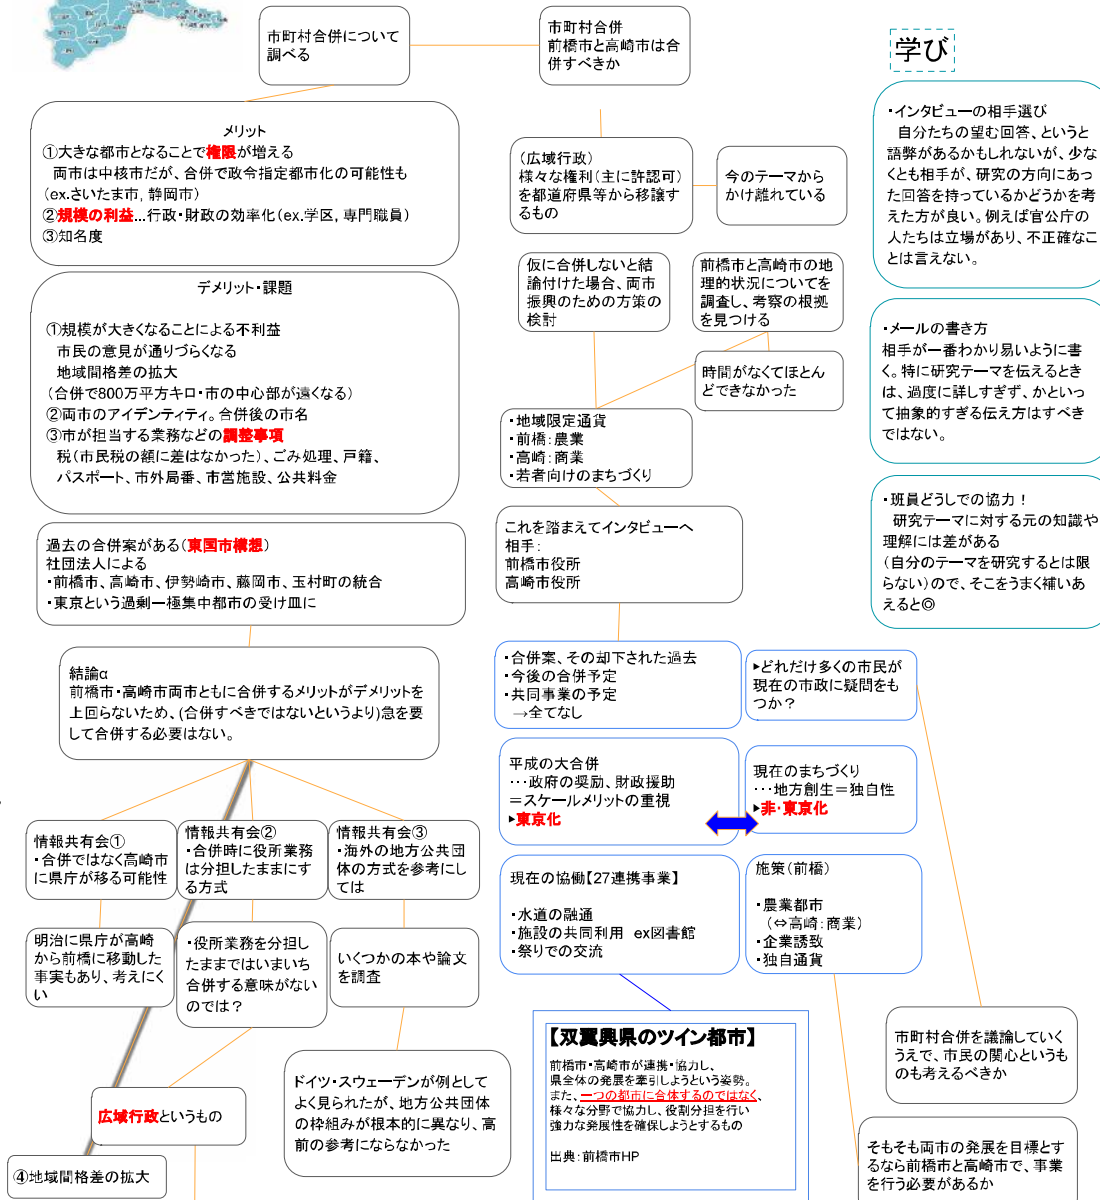 市町村合併について
調べる
市町村合併
前橋市と高崎市は合
併すべきか
メリット
①大きな都市となることで権限が増える
両市は中核市だが、合併で政令指定都市化の可能性も
(ex.さいたま市, 静岡市)
②規模の利益...行政・財政の効率化(ex.学区, 専門職員)
③知名度
デメリット・課題
①規模が大きくなることによる不利益
市民の意見が通りづらくなる
地域間格差の拡大
(合併で800万平方キロ・市の中心部が遠くなる)
②両市のアイデンティティ。合併後の市名
③市が担当する業務などの調整事項
税(市民税の額に差はなかった)、ごみ処理、戸籍、
パスポート、市外局番、市営施設、公共料金
過去の合併案がある(東国市構想)
社団法人による
・前橋市、高崎市、伊勢崎市、藤岡市、玉村町の統合
・東京という過剰一極集中都市の受け皿に
結論α
前橋市・高崎市両市ともに合併するメリットがデメリットを
上回らないため、(合併すべきではないというより)急を要
して合併する必要はない。
情報共有会①
・合併ではなく高崎市
に県庁が移る可能性
情報共有会②
・合併時に役所業務
は分担したままにす
る方式
情報共有会③
・海外の地方公共団
体の方式を参考にし
ては
明治に県庁が高崎
から前橋に移動した
事実もあり、考えにく
い
・役所業務を分担し
たままではいまいち
合併する意味がない
のでは？
いくつかの本や論文
を調査
広域行政というもの
ドイツ・スウェーデンが例として
よく見られたが、地方公共団体
の枠組みが根本的に異なり、高
前の参考にならなかった
④地域間格差の拡大
(広域行政)
様々な権利(主に許認可)
を都道府県等から移譲す
るもの
今のテーマから
かけ離れている
仮に合併しないと結
論付けた場合、両市
振興のための方策の
検討
前橋市と高崎市の地
理的状況についてを
調査し、考察の根拠
を見つける
時間がなくてほとん
どできなかった
・地域限定通貨
・前橋：農業
・高崎：商業
・若者向けのまちづくり
これを踏まえてインタビューへ
相手：
前橋市役所
高崎市役所
・合併案、その却下された過去
・今後の合併予定
・共同事業の予定
→全てなし
▶どれだけ多くの市民が
現在の市政に疑問をも
つか？
平成の大合併
…政府の奨励、財政援助
＝スケールメリットの重視
▶東京化
現在のまちづくり
…地方創生＝独自性
▶非・東京化
現在の協働【27連携事業】
・水道の融通
・施設の共同利用　ex図書館
・祭りでの交流
施策(前橋)
・農業都市
(⇔高崎：商業)
・企業誘致
・独自通貨
【双翼興県のツイン都市】
前橋市・高崎市が連携・協力し、
県全体の発展を牽引しようという姿勢。
また、一つの都市に合体するのではなく、
様々な分野で協力し、役割分担を行い
強力な発展性を確保しようとするもの
出典：前橋市HP
市町村合併を議論していく
うえで、市民の関心というも
のも考えるべきか
そもそも両市の発展を目標とす
るなら前橋市と高崎市で、事業
を行う必要があるか
学び
・インタビューの相手選び
自分たちの望む回答、というと
語弊があるかもしれないが、少な
くとも相手が、研究の方向にあっ
た回答を持っているかどうかを考
えた方が良い。例えば官公庁の
人たちは立場があり、不正確なこ
とは言えない。
・メールの書き方
相手が一番わかり易いように書
く。特に研究テーマを伝えるとき
は、過度に詳しすぎず、かといっ
て抽象的すぎる伝え方はすべき
ではない。
・班員どうしでの協力！
研究テーマに対する元の知識や
理解には差がある
(自分のテーマを研究するとは限
らない)ので、そこをうまく補いあ
えると◎